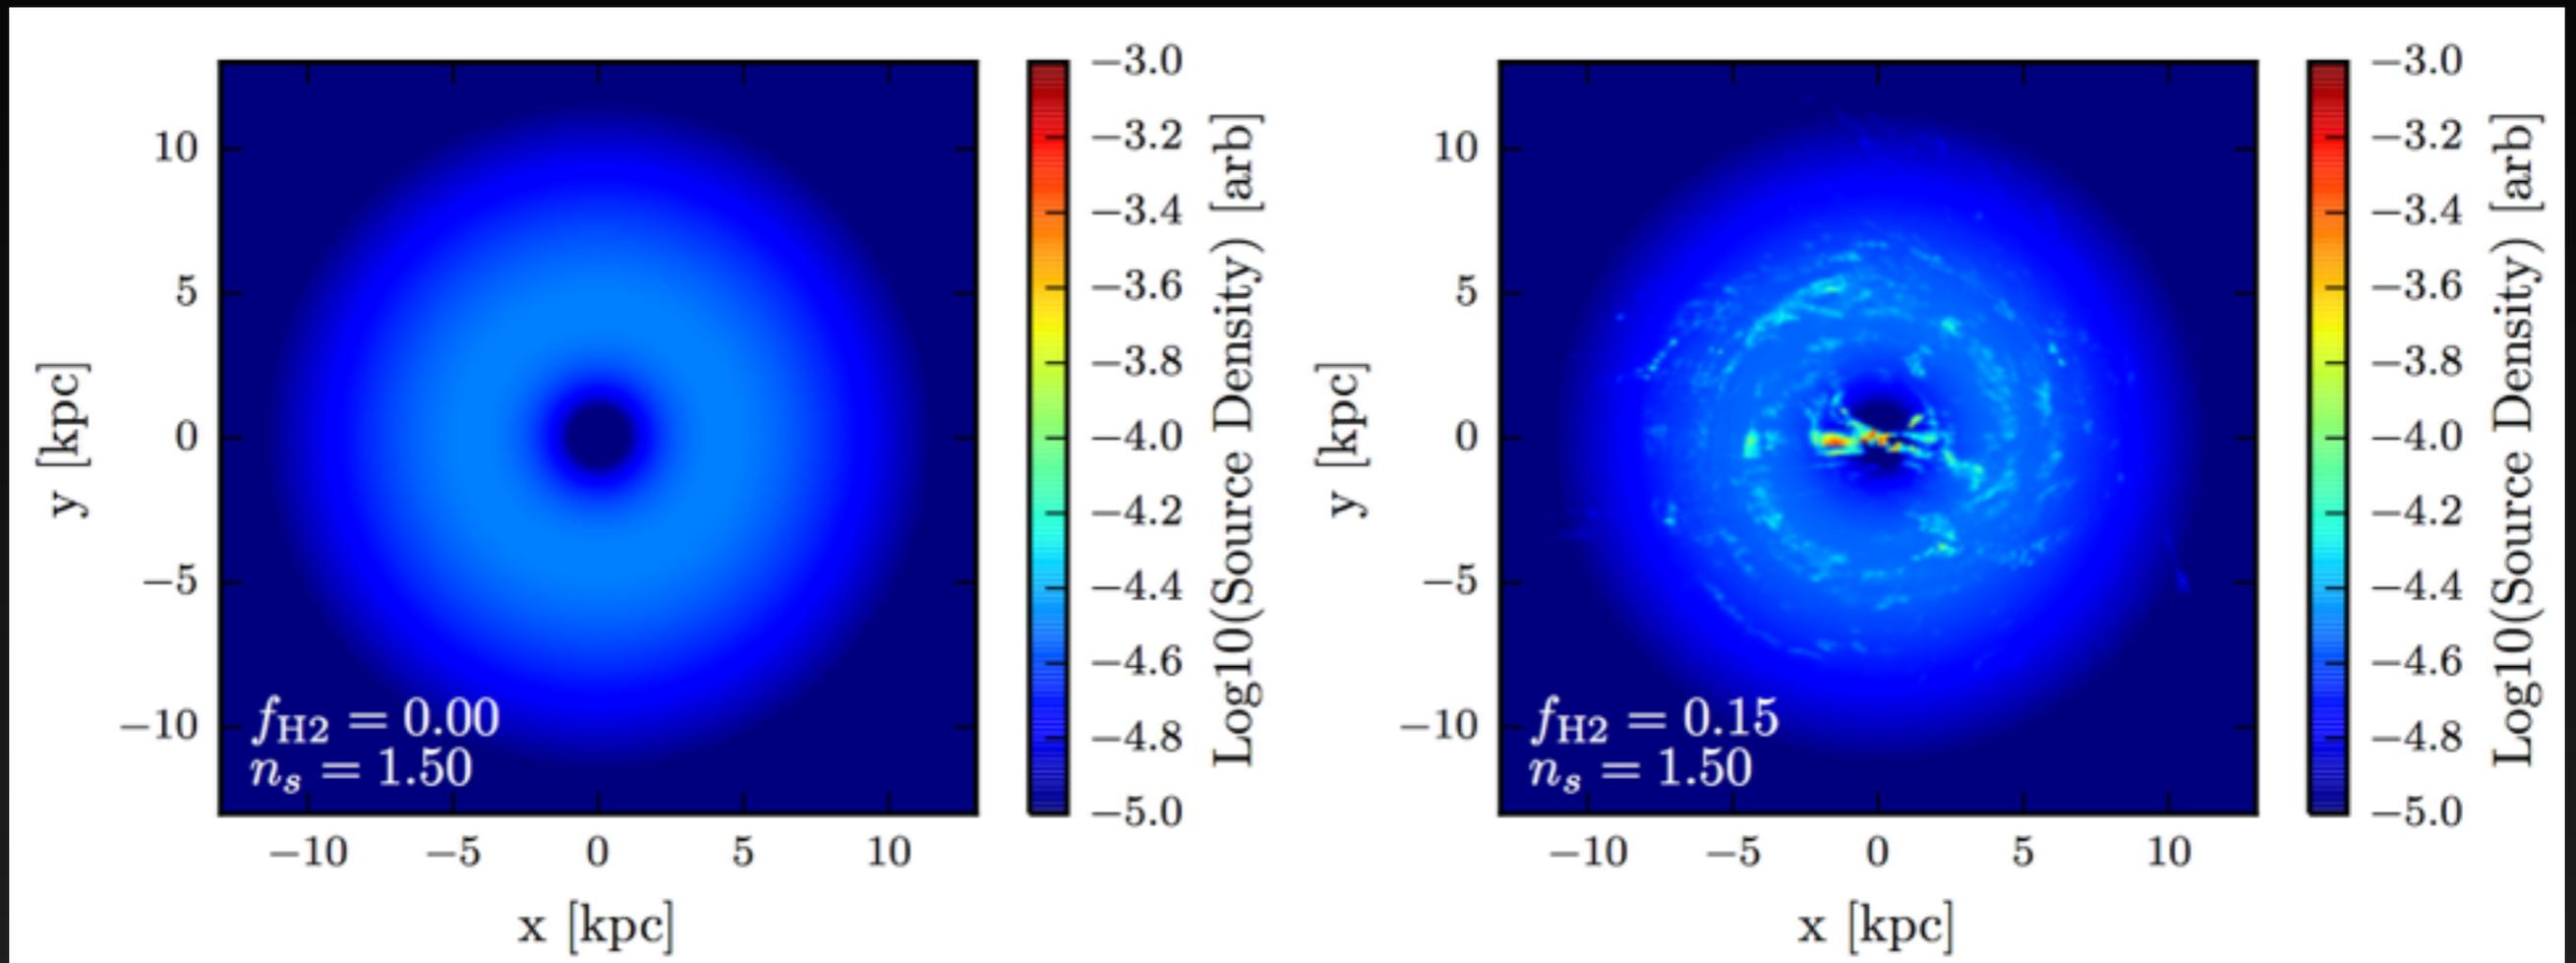 10
5
0
−5
−10
y [kpc]
−10 −5 0 5 10
x [kpc]
f_H2 = 0.00
n_s = 1.50
−3.0
−3.2
−3.4
−3.6
−3.8
−4.0
−4.2
−4.4
−4.6
−4.8
−5.0
Log10(Source Density) [arb]
10
5
0
−5
−10
y [kpc]
−10 −5 0 5 10
x [kpc]
f_H2 = 0.15
n_s = 1.50
−3.0
−3.2
−3.4
−3.6
−3.8
−4.0
−4.2
−4.4
−4.6
−4.8
−5.0
Log10(Source Density) [arb]